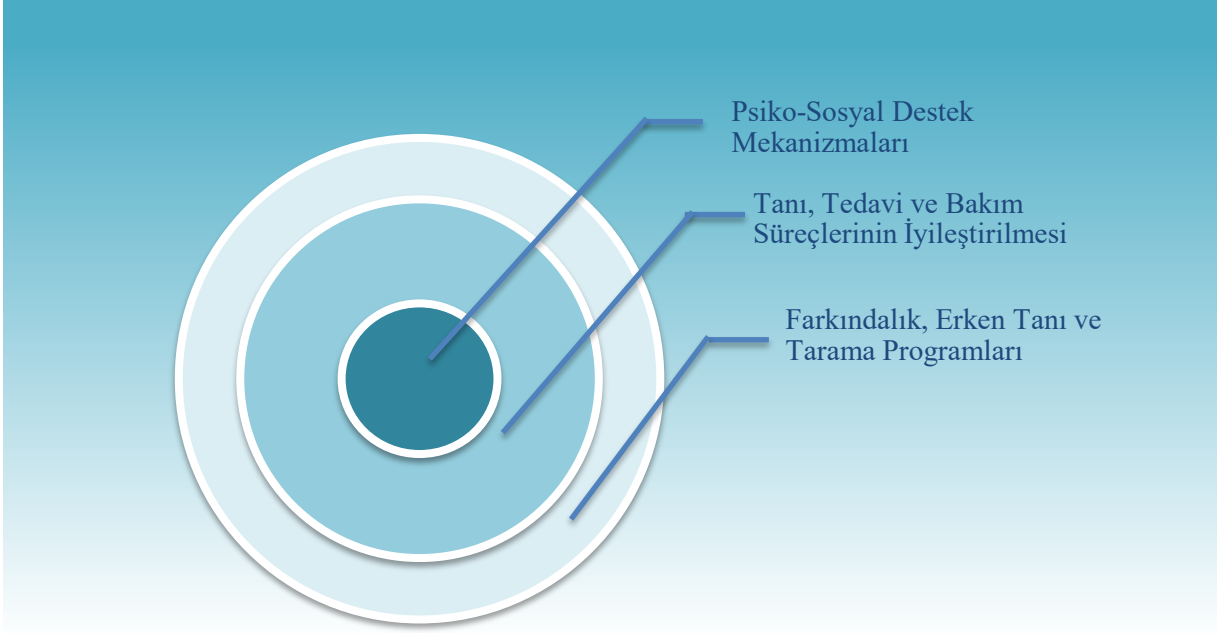 Psiko-Sosyal Destek
Mekanizmaları
Tanı, Tedavi ve Bakım
Süreçlerinin İyileştirilmesi
Farkındalık, Erken Tanı ve
Tarama Programları